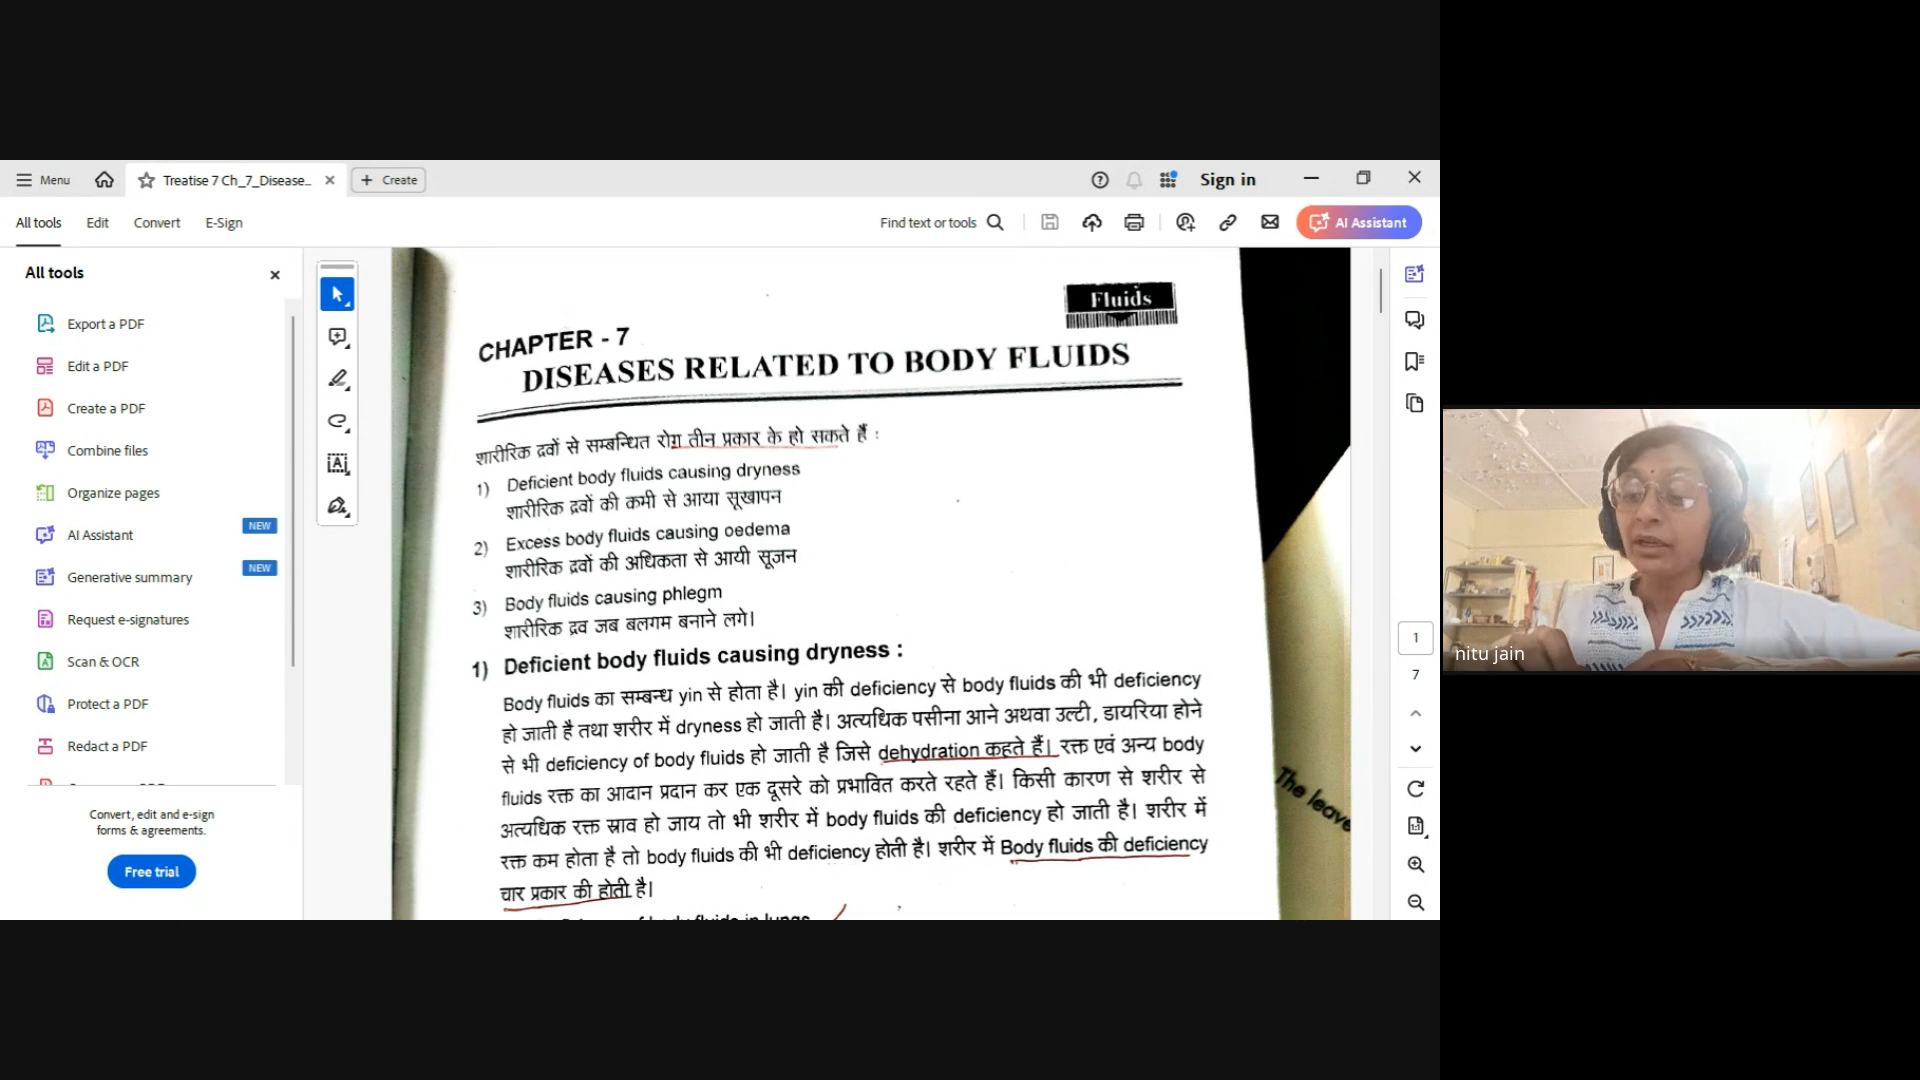 Menu
Treatise 7 Ch_7_Disease...
Create
Sign in
All tools
Edit
Convert
E-Sign
Find text or tools
AI Assistant
All tools
Export a PDF
Edit a PDF
Create a PDF
Combine files
Organize pages
AI Assistant
NEW
Generative summary
NEW
Request e-signatures
Scan & OCR
Protect a PDF
Redact a PDF
Convert, edit and e-sign
forms & agreements.
Free trial
Fluids
CHAPTER - 7
DISEASES RELATED TO BODY FLUIDS
शारीरिक द्रवों से सम्बन्धित रोग तीन प्रकार के हो सकते हैं :
1) Deficient body fluids causing dryness
शारीरिक द्रवों की कमी से आया सूखापन
2) Excess body fluids causing oedema
शारीरिक द्रवों की अधिकता से आयी सूजन
3) Body fluids causing phlegm
शारीरिक द्रव जब बलगम बनाने लगे।
1) Deficient body fluids causing dryness :
Body fluids का सम्बन्ध yin से होता है। yin की deficiency से body fluids की भी deficiency
हो जाती है तथा शरीर में dryness हो जाती है। अत्यधिक पसीना आने अथवा उल्टी, डायरिया होने
से भी deficiency of body fluids हो जाती है जिसे dehydration कहते हैं। रक्त एवं अन्य body
fluids रक्त का आदान प्रदान कर एक दूसरे को प्रभावित करते रहते हैं। किसी कारण से शरीर से
अत्यधिक रक्त स्राव हो जाय तो भी शरीर में body fluids की deficiency हो जाती है। शरीर में
रक्त कम होता है तो body fluids की भी deficiency होती है। शरीर में Body fluids की deficiency
चार प्रकार की होती है।
of body fluids in lungs
The leave
1
7
nitu jain